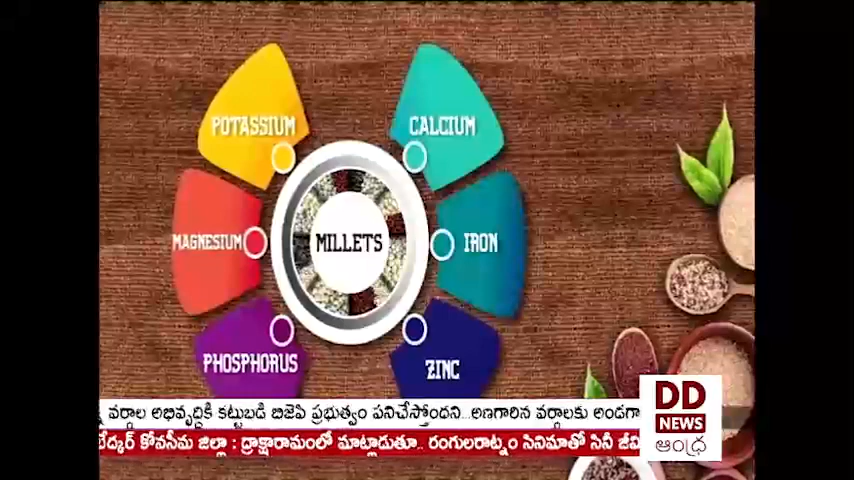 POTASSIUM
CALCIUM
MAGNESIUM
MILLETS
IRON
PHOSPHORUS
ZINC
వర్గాల అభివృద్ధికి కట్టుబడి బిజెపి ప్రభుత్వం పనిచేస్తోందని...అణగారిన వర్గాలకు అండగా
కోనసీమ జిల్లా : ద్రాక్షారామంలో మాట్లాడుతూ.. రంగులరాట్నం సినిమాతో సినీ జీవి
DD
NEWS
ఆంధ్ర